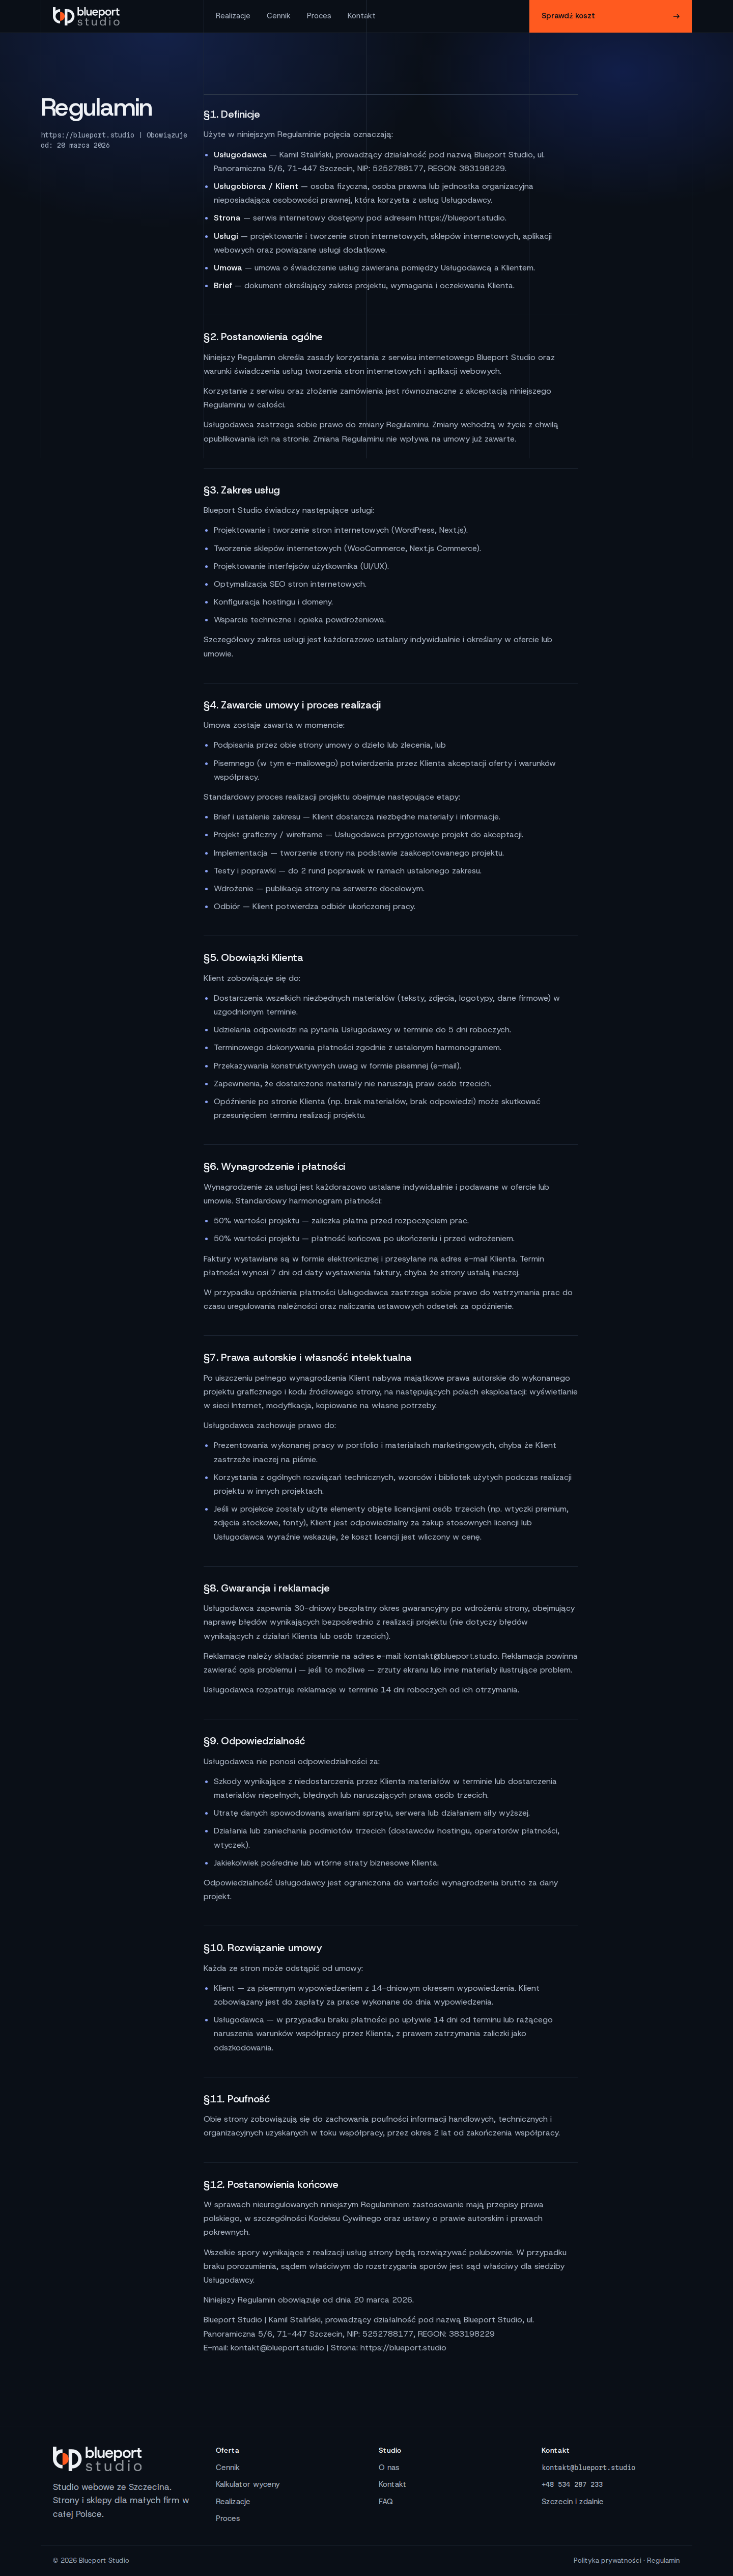 blueport studio
Realizacje Cennik Proces Kontakt
Sprawdź koszt →
Regulamin
https://blueport.studio | Obowiązuje
od: 20 marca 2026
§1. Definicje
Użyte w niniejszym Regulaminie pojęcia oznaczają:
Usługodawca — Kamil Staliński, prowadzący działalność pod nazwą Blueport Studio, ul.
Panoramiczna 5/6, 71-447 Szczecin, NIP: 5252788177, REGON: 383198229.
Usługobiorca / Klient — osoba fizyczna, osoba prawna lub jednostka organizacyjna
nieposiadająca osobowości prawnej, która korzysta z usług Usługodawcy.
Strona — serwis internetowy dostępny pod adresem https://blueport.studio.
Usługi — projektowanie i tworzenie stron internetowych, sklepów internetowych, aplikacji
webowych oraz powiązane usługi dodatkowe.
Umowa — umowa o świadczenie usług zawierana pomiędzy Usługodawcą a Klientem.
Brief — dokument określający zakres projektu, wymagania i oczekiwania Klienta.
§2. Postanowienia ogólne
Niniejszy Regulamin określa zasady korzystania z serwisu internetowego Blueport Studio oraz
warunki świadczenia usług tworzenia stron internetowych i aplikacji webowych.
Korzystanie z serwisu oraz złożenie zamówienia jest równoznaczne z akceptacją niniejszego
Regulaminu w całości.
Usługodawca zastrzega sobie prawo do zmiany Regulaminu. Zmiany wchodzą w życie z chwilą
opublikowania ich na stronie. Zmiana Regulaminu nie wpływa na umowy już zawarte.
§3. Zakres usług
Blueport Studio świadczy następujące usługi:
Projektowanie i tworzenie stron internetowych (WordPress, Next.js).
Tworzenie sklepów internetowych (WooCommerce, Next.js Commerce).
Projektowanie interfejsów użytkownika (UI/UX).
Optymalizacja SEO stron internetowych.
Konfiguracja hostingu i domeny.
Wsparcie techniczne i opieka powdrożeniowa.
Szczegółowy zakres usługi jest każdorazowo ustalany indywidualnie i określany w ofercie lub
umowie.
§4. Zawarcie umowy i proces realizacji
Umowa zostaje zawarta w momencie:
Podpisania przez obie strony umowy o dzieło lub zlecenia, lub
Pisemnego (w tym e-mailowego) potwierdzenia przez Klienta akceptacji oferty i warunków
współpracy.
Standardowy proces realizacji projektu obejmuje następujące etapy:
Brief i ustalenie zakresu — Klient dostarcza niezbędne materiały i informacje.
Projekt graficzny / wireframe — Usługodawca przygotowuje projekt do akceptacji.
Implementacja — tworzenie strony na podstawie zaakceptowanego projektu.
Testy i poprawki — do 2 rund poprawek w ramach ustalonego zakresu.
Wdrożenie — publikacja strony na serwerze docelowym.
Odbiór — Klient potwierdza odbiór ukończonej pracy.
§5. Obowiązki Klienta
Klient zobowiązuje się do:
Dostarczenia wszelkich niezbędnych materiałów (teksty, zdjęcia, logotypy, dane firmowe) w
uzgodnionym terminie.
Udzielania odpowiedzi na pytania Usługodawcy w terminie do 5 dni roboczych.
Terminowego dokonywania płatności zgodnie z ustalonym harmonogramem.
Przekazywania konstruktywnych uwag w formie pisemnej (e-mail).
Zapewnienia, że dostarczone materiały nie naruszają praw osób trzecich.
Opóźnienie po stronie Klienta (np. brak materiałów, brak odpowiedzi) może skutkować
przesunięciem terminu realizacji projektu.
§6. Wynagrodzenie i płatności
Wynagrodzenie za usługi jest każdorazowo ustalane indywidualnie i podawane w ofercie lub
umowie. Standardowy harmonogram płatności:
50% wartości projektu — zaliczka płatna przed rozpoczęciem prac.
50% wartości projektu — płatność końcowa po ukończeniu i przed wdrożeniem.
Faktury wystawiane są w formie elektronicznej i przesyłane na adres e-mail Klienta. Termin
płatności wynosi 7 dni od daty wystawienia faktury, chyba że strony ustalą inaczej.
W przypadku opóźnienia płatności Usługodawca zastrzega sobie prawo do wstrzymania prac do
czasu uregulowania należności oraz naliczania ustawowych odsetek za opóźnienie.
§7. Prawa autorskie i własność intelektualna
Po uiszczeniu pełnego wynagrodzenia Klient nabywa majątkowe prawa autorskie do wykonanego
projektu graficznego i kodu źródłowego strony, na następujących polach eksploatacji: wyświetlanie
w sieci Internet, modyfikacja, kopiowanie na własne potrzeby.
Usługodawca zachowuje prawo do:
Prezentowania wykonanej pracy w portfolio i materiałach marketingowych, chyba że Klient
zastrzeże inaczej na piśmie.
Korzystania z ogólnych rozwiązań technicznych, wzorców i bibliotek użytych podczas realizacji
projektu w innych projektach.
Jeśli w projekcie zostały użyte elementy objęte licencjami osób trzecich (np. wtyczki premium,
zdjęcia stockowe, fonty), Klient jest odpowiedzialny za zakup stosownych licencji lub
Usługodawca wyraźnie wskazuje, że koszt licencji jest wliczony w cenę.
§8. Gwarancja i reklamacje
Usługodawca zapewnia 30-dniowy bezpłatny okres gwarancyjny po wdrożeniu strony, obejmujący
naprawę błędów wynikających bezpośrednio z realizacji projektu (nie dotyczy błędów
wynikających z działań Klienta lub osób trzecich).
Reklamacje należy składać pisemnie na adres e-mail: kontakt@blueport.studio. Reklamacja powinna
zawierać opis problemu i — jeśli to możliwe — zrzuty ekranu lub inne materiały ilustrujące problem.
Usługodawca rozpatruje reklamacje w terminie 14 dni roboczych od ich otrzymania.
§9. Odpowiedzialność
Usługodawca nie ponosi odpowiedzialności za:
Szkody wynikające z niedostarczenia przez Klienta materiałów w terminie lub dostarczenia
materiałów niepełnych, błędnych lub naruszających prawa osób trzecich.
Utratę danych spowodowaną awariami sprzętu, serwera lub działaniem siły wyższej.
Działania lub zaniechania podmiotów trzecich (dostawców hostingu, operatorów płatności,
wtyczek).
Jakiekolwiek pośrednie lub wtórne straty biznesowe Klienta.
Odpowiedzialność Usługodawcy jest ograniczona do wartości wynagrodzenia brutto za dany
projekt.
§10. Rozwiązanie umowy
Każda ze stron może odstąpić od umowy:
Klient — za pisemnym wypowiedzeniem z 14-dniowym okresem wypowiedzenia. Klient
zobowiązany jest do zapłaty za prace wykonane do dnia wypowiedzenia.
Usługodawca — w przypadku braku płatności po upływie 14 dni od terminu lub rażącego
naruszenia warunków współpracy przez Klienta, z prawem zatrzymania zaliczki jako
odszkodowania.
§11. Poufność
Obie strony zobowiązują się do zachowania poufności informacji handlowych, technicznych i
organizacyjnych uzyskanych w toku współpracy, przez okres 2 lat od zakończenia współpracy.
§12. Postanowienia końcowe
W sprawach nieuregulowanych niniejszym Regulaminem zastosowanie mają przepisy prawa
polskiego, w szczególności Kodeksu Cywilnego oraz ustawy o prawie autorskim i prawach
pokrewnych.
Wszelkie spory wynikające z realizacji usług strony będą rozwiązywać polubownie. W przypadku
braku porozumienia, sądem właściwym do rozstrzygania sporów jest sąd właściwy dla siedziby
Usługodawcy.
Niniejszy Regulamin obowiązuje od dnia 20 marca 2026.
Blueport Studio | Kamil Staliński, prowadzący działalność pod nazwą Blueport Studio, ul.
Panoramiczna 5/6, 71-447 Szczecin, NIP: 5252788177, REGON: 383198229
E-mail: kontakt@blueport.studio | Strona: https://blueport.studio
blueport studio
Studio webowe ze Szczecina.
Strony i sklepy dla małych firm w
całej Polsce.
Oferta
Cennik
Kalkulator wyceny
Realizacje
Proces
Studio
O nas
Kontakt
FAQ
Kontakt
kontakt@blueport.studio
+48 534 287 233
Szczecin i zdalnie
© 2026 Blueport Studio
Polityka prywatności · Regulamin